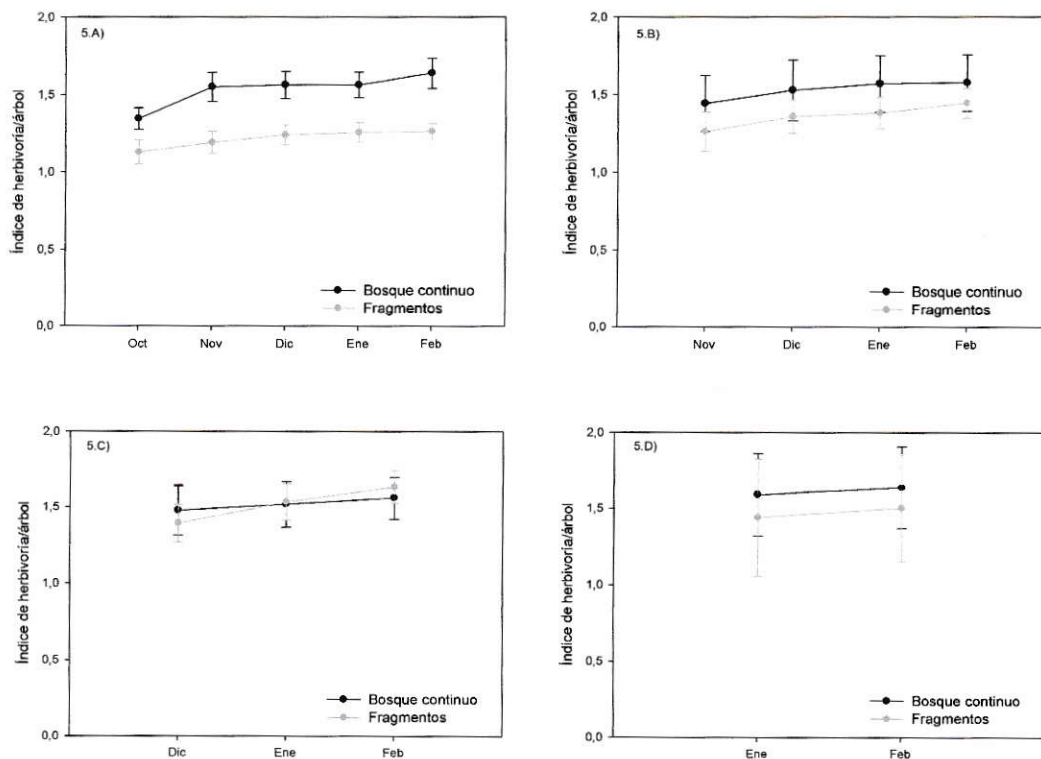 5.A)
Índice de herbivoría/árbol
2,0
1,5
1,0
0,5
0,0
Bosque continuo
Fragmentos
Oct Nov Dic Ene Feb
5.B)
Índice de herbivoría/árbol
2,0
1,5
1,0
0,5
0,0
Bosque continuo
Fragmentos
Nov Dic Ene Feb
5.C)
Índice de herbivoría/árbol
2,0
1,5
1,0
0,5
0,0
Bosque continuo
Fragmentos
Dic Ene Feb
5.D)
Índice de herbivoría/árbol
2,0
1,5
1,0
0,5
0,0
Bosque continuo
Fragmentos
Ene Feb